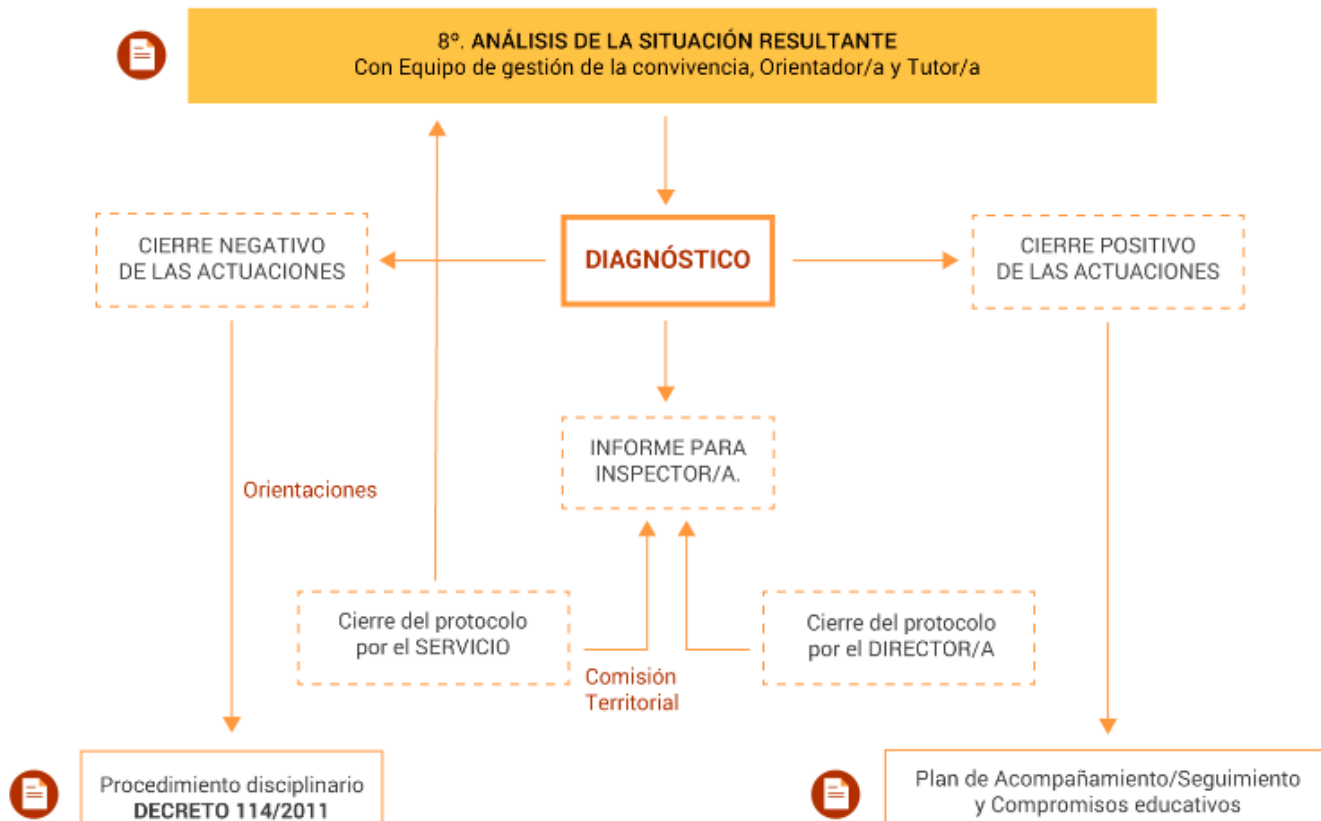 8º. ANÁLISIS DE LA SITUACIÓN RESULTANTE
Con Equipo de gestión de la convivencia, Orientador/a y Tutor/a
CIERRE NEGATIVO
DE LAS ACTUACIONES
DIAGNÓSTICO
CIERRE POSITIVO
DE LAS ACTUACIONES
INFORME PARA
INSPECTOR/A.
Orientaciones
Cierre del protocolo
por el SERVICIO
Cierre del protocolo
por el DIRECTOR/A
Comisión
Territorial
Procedimiento disciplinario
DECRETO 114/2011
Plan de Acompañamiento/Seguimiento
y Compromisos educativos